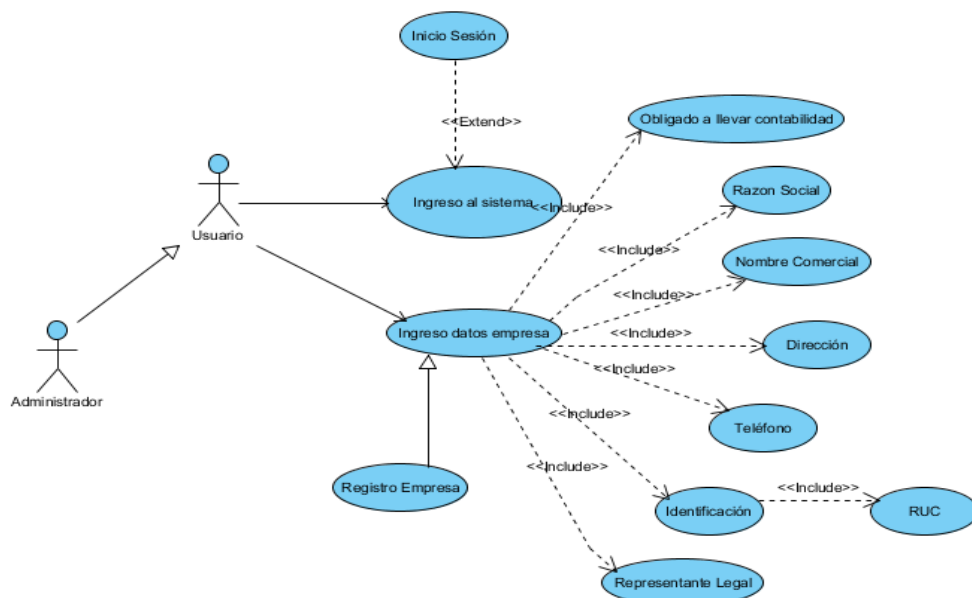 Inicio Sesión
<<Extend>>
Obligado a llevar contabilidad
Usuario
Ingreso al sistema
<<Include>>
Razon Social
<<Include>>
Nombre Comercial
<<Include>>
Ingreso datos empresa
<<Include>>
Dirección
<<Include>>
Administrador
Teléfono
<<Include>>
<<Include>>
Registro Empresa
Identificación
<<Include>>
RUC
Representante Legal